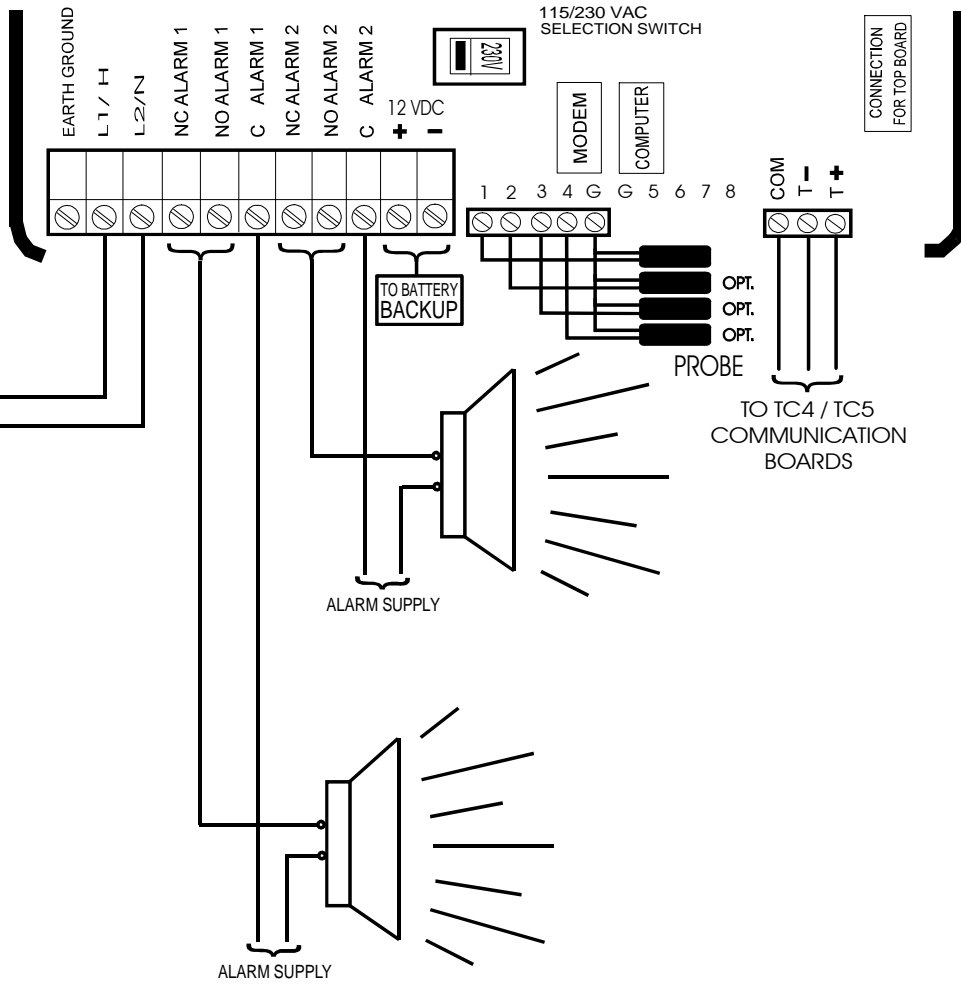 115/230 VAC
SELECTION SWITCH
230V
EARTH GROUND
L1 / H
L2/N
NC ALARM 1
NO ALARM 1
C ALARM 1
NC ALARM 2
NO ALARM 2
C ALARM 2
12 VDC
+ -
MODEM
COMPUTER
CONNECTION
FOR TOP BOARD
1 2 3 4 G G 5 6 7 8
COM
T -
T +
TO BATTERY
BACKUP
OPT.
OPT.
OPT.
PROBE
TO TC4 / TC5
COMMUNICATION
BOARDS
ALARM SUPPLY
ALARM SUPPLY